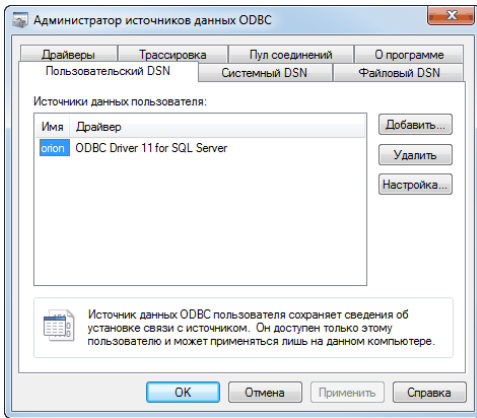 Администратор источников данных ODBC
Драйверы Трассировка Пул соединений О программе
Пользовательский DSN Системный DSN Файловый DSN
Источники данных пользователя:
Имя Драйвер
orion ODBC Driver 11 for SQL Server
Добавить...
Удалить
Настройка...
Источник данных ODBC пользователя сохраняет сведения об
установке связи с источником. Он доступен только этому
пользователю и может применяться лишь на данном компьютере.
OK Отмена Применить Справка